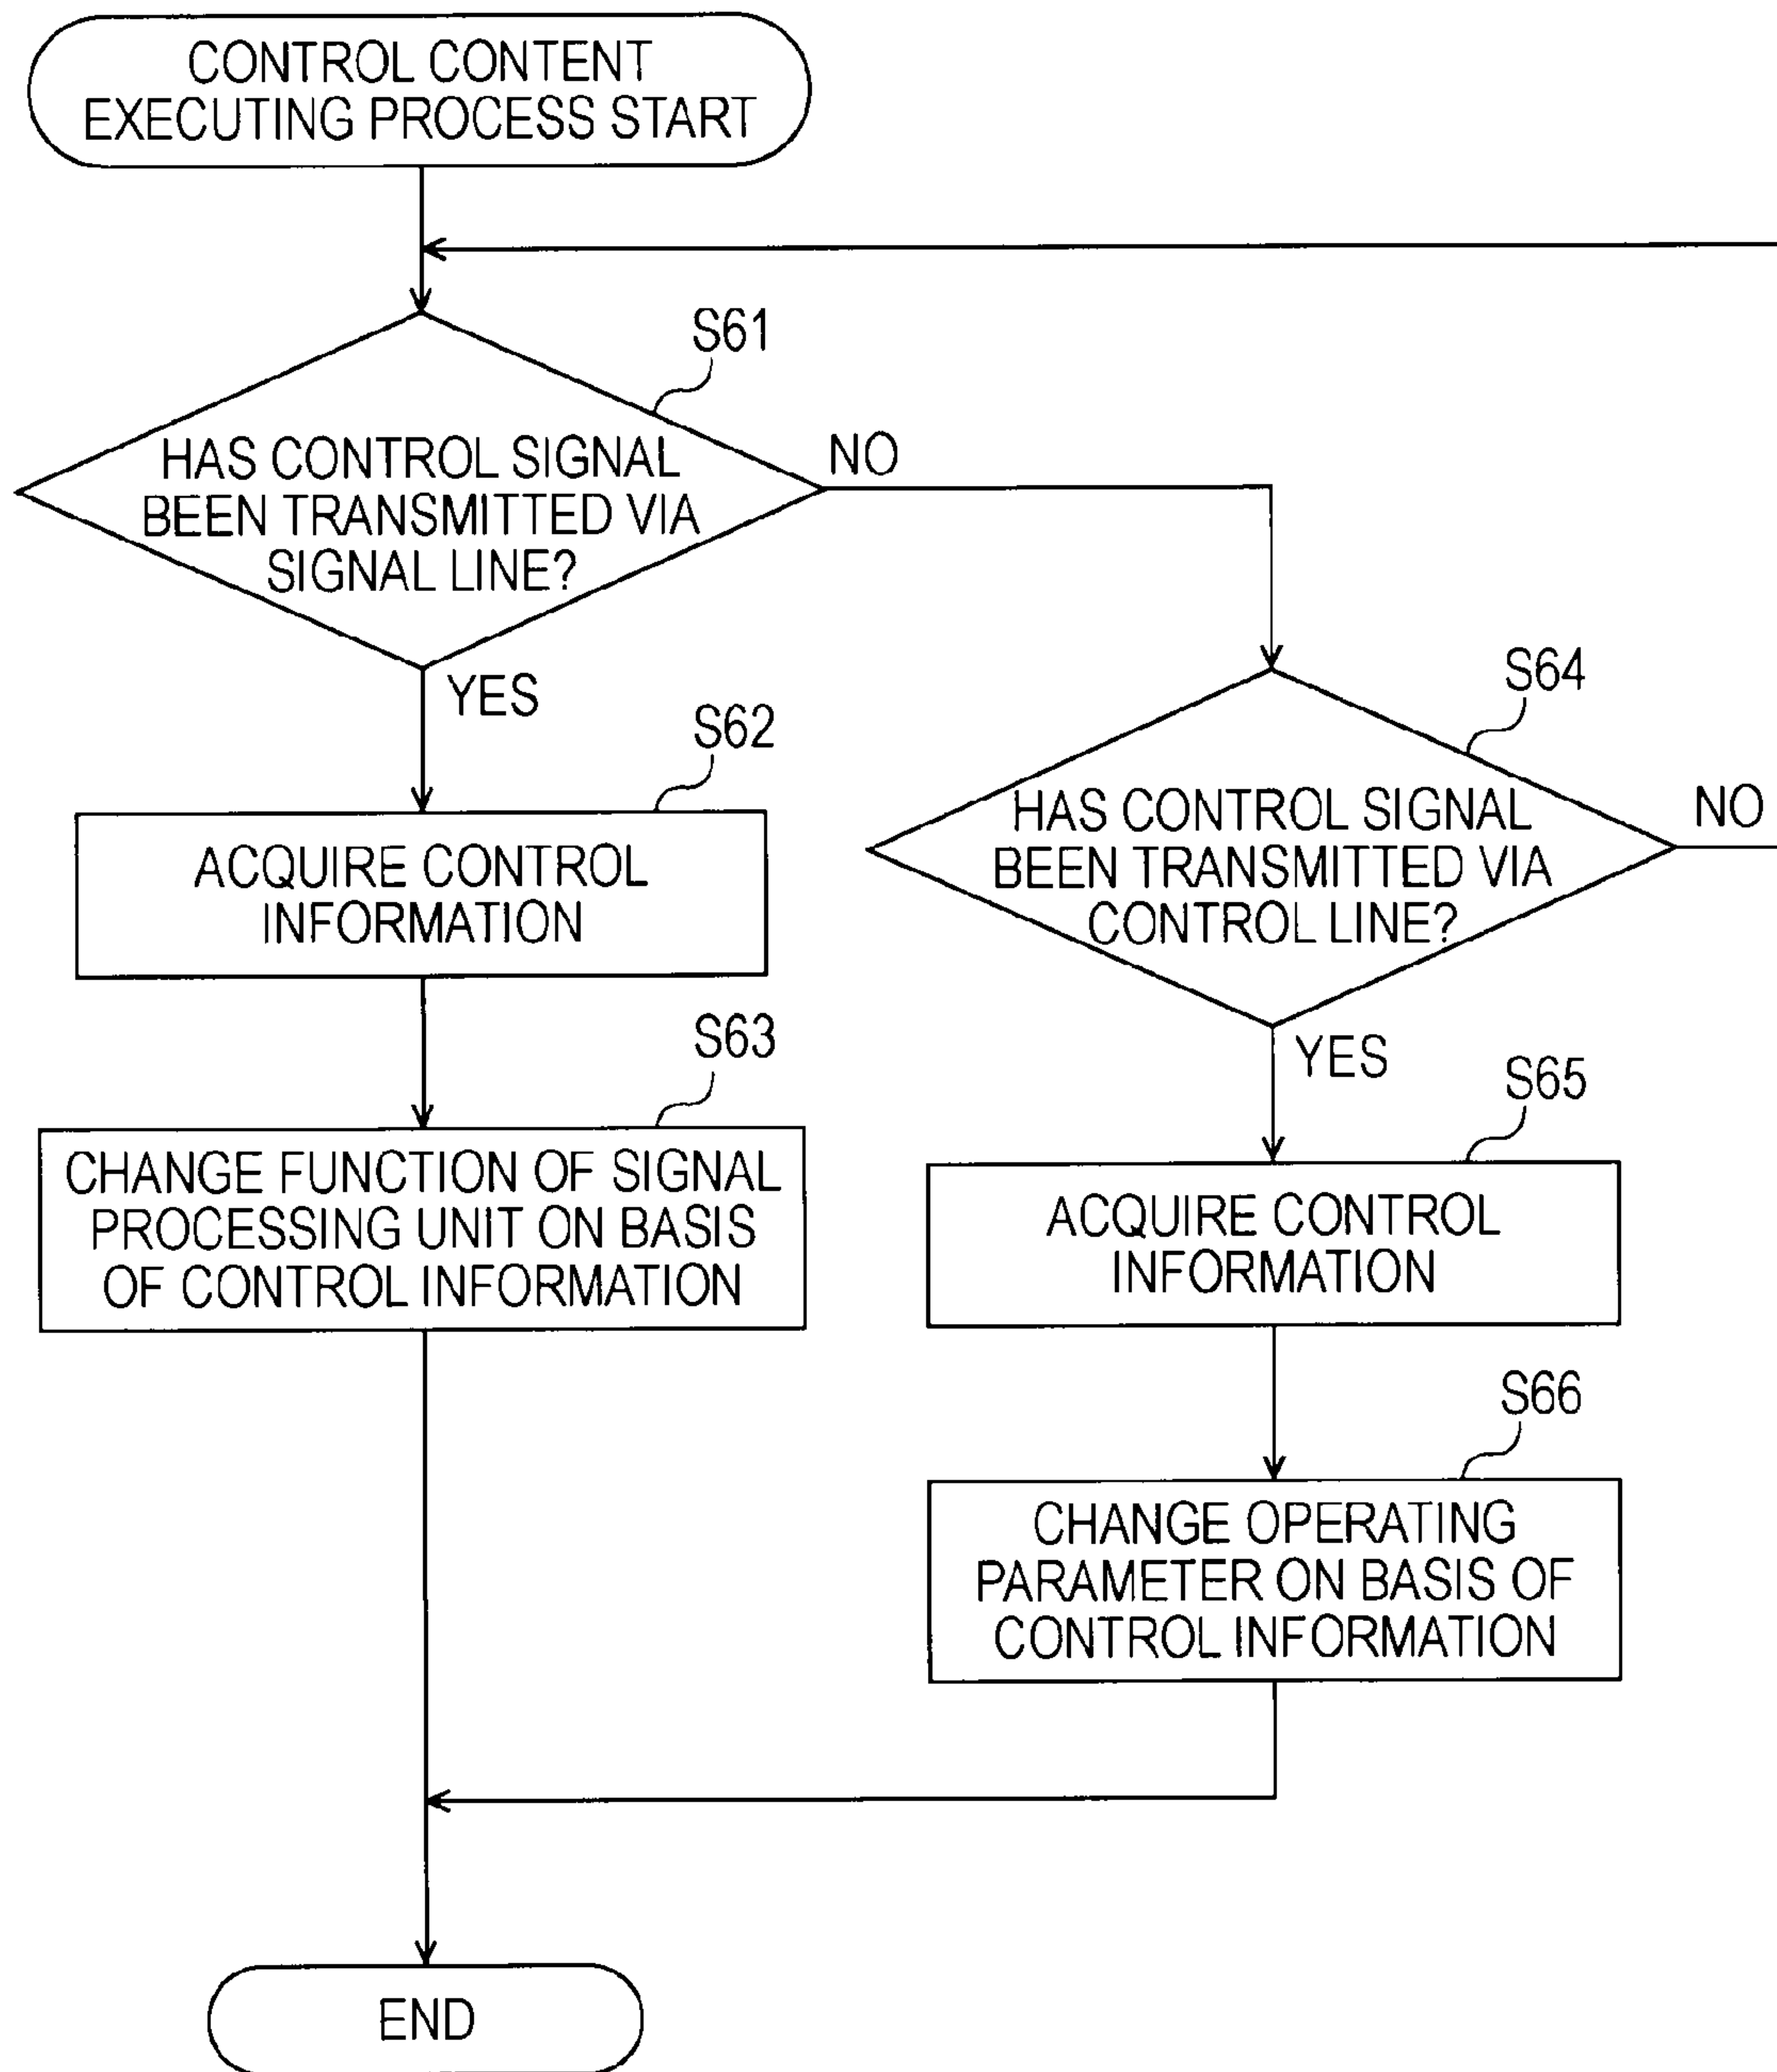 CONTROL CONTENT
EXECUTING PROCESS START
S61
HAS CONTROL SIGNAL
BEEN TRANSMITTED VIA
SIGNAL LINE?
NO
YES
S62
ACQUIRE CONTROL
INFORMATION
S63
CHANGE FUNCTION OF SIGNAL
PROCESSING UNIT ON BASIS
OF CONTROL INFORMATION
S64
HAS CONTROL SIGNAL
BEEN TRANSMITTED VIA
CONTROL LINE?
NO
YES
S65
ACQUIRE CONTROL
INFORMATION
S66
CHANGE OPERATING
PARAMETER ON BASIS OF
CONTROL INFORMATION
END